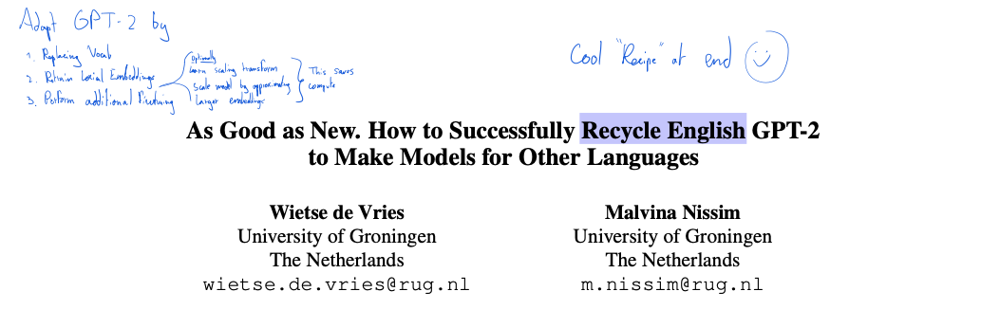 Adapt GPT-2 by
1. Replacing Vocab
2. Retrain Lexical Embeddings
3. Perform additional finetuning
Optionally
learn scaling transform
Scale model by approximating
larger embeddings
This saves
compute
Cool "Recipe" at end
As Good as New. How to Successfully Recycle English GPT-2
to Make Models for Other Languages
Wietse de Vries
University of Groningen
The Netherlands
wietse.de.vries@rug.nl
Malvina Nissim
University of Groningen
The Netherlands
m.nissim@rug.nl